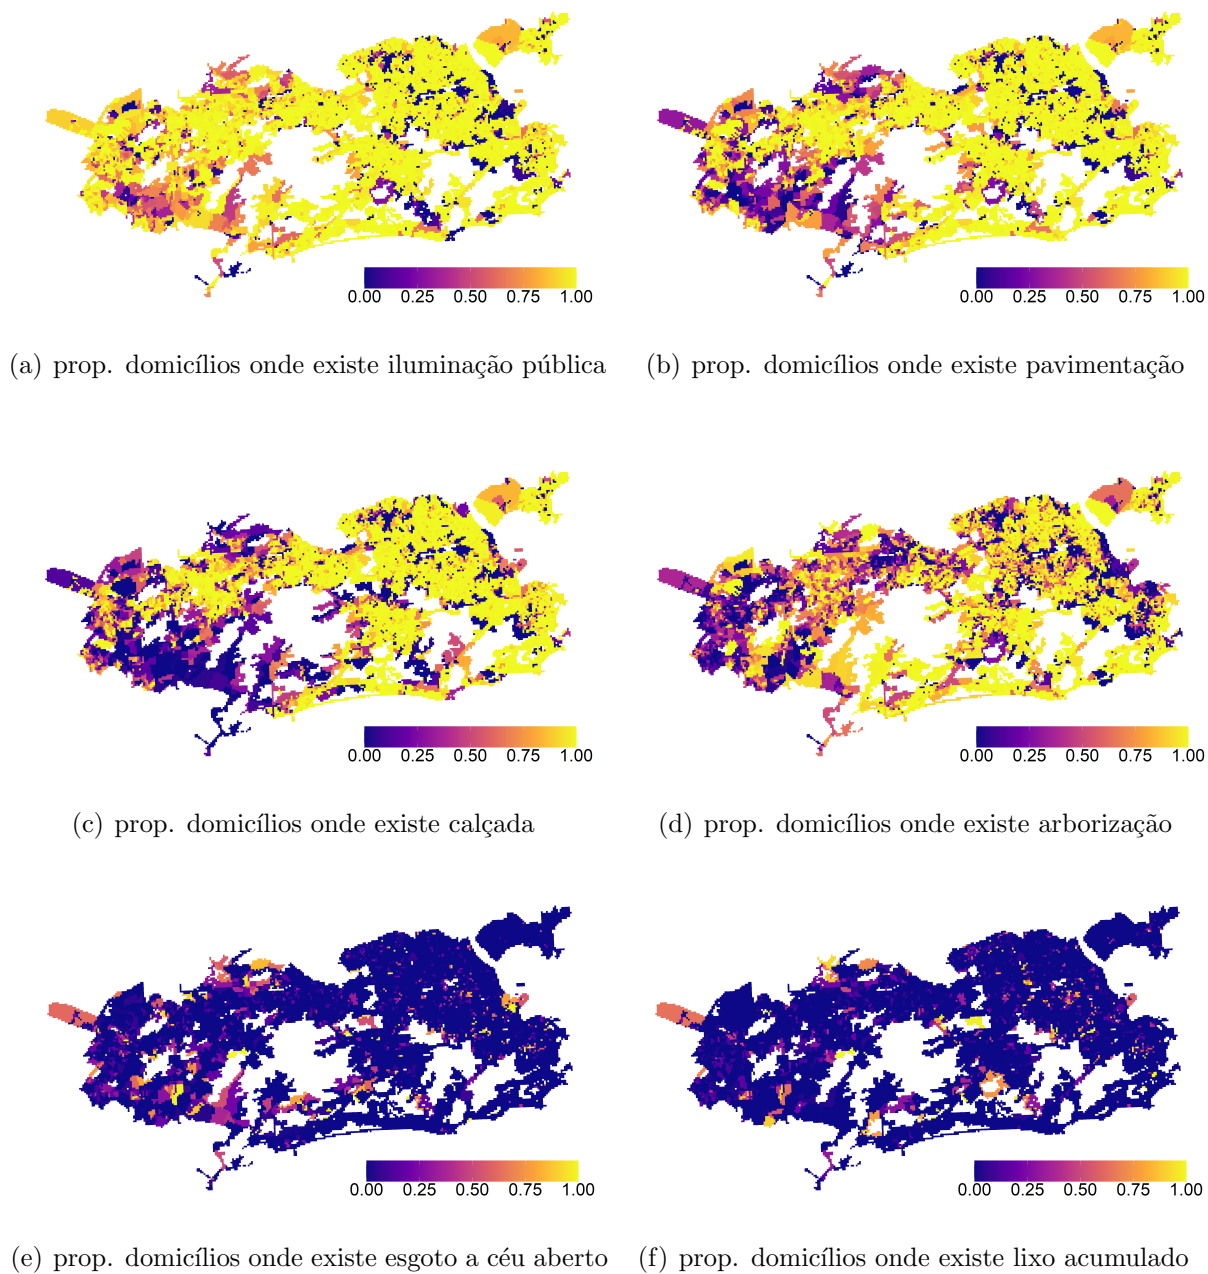 0.00 0.25 0.50 0.75 1.00 0.00 0.25 0.50 0.75 1.00
(a) prop. domicílios onde existe iluminação pública (b) prop. domicílios onde existe pavimentação
0.00 0.25 0.50 0.75 1.00 0.00 0.25 0.50 0.75 1.00
(c) prop. domicílios onde existe calçada (d) prop. domicílios onde existe arborização
0.00 0.25 0.50 0.75 1.00 0.00 0.25 0.50 0.75 1.00
(e) prop. domicílios onde existe esgoto a céu aberto (f) prop. domicílios onde existe lixo acumulado